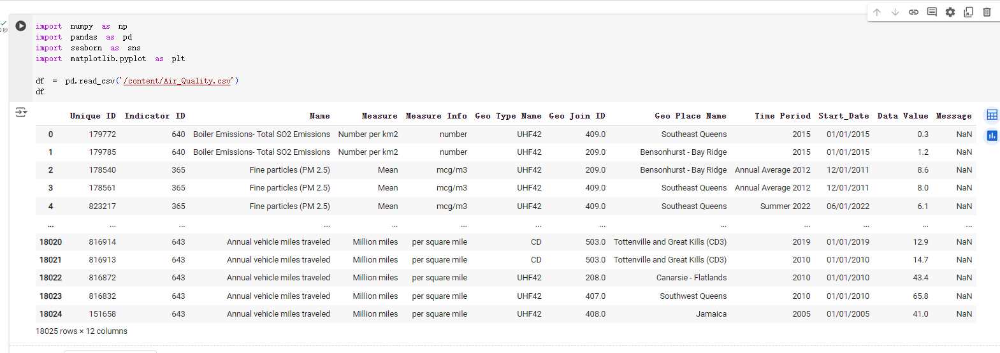 import numpy as np
import pandas as pd
import seaborn as sns
import matplotlib.pyplot as plt
df = pd.read_csv('/content/Air_Quality.csv')
df
Unique ID Indicator ID Name Measure Measure Info Geo Type Name Geo Join ID Geo Place Name Time Period Start_Date Data Value Message
0 179772 640 Boiler Emissions- Total SO2 Emissions Number per km2 number UHF42 409.0 Southeast Queens 2015 01/01/2015 0.3 NaN
1 179785 640 Boiler Emissions- Total SO2 Emissions Number per km2 number UHF42 209.0 Bensonhurst - Bay Ridge 2015 01/01/2015 1.2 NaN
2 178540 365 Fine particles (PM 2.5) Mean mcg/m3 UHF42 209.0 Bensonhurst - Bay Ridge Annual Average 2012 12/01/2011 8.6 NaN
3 178561 365 Fine particles (PM 2.5) Mean mcg/m3 UHF42 409.0 Southeast Queens Annual Average 2012 12/01/2011 8.0 NaN
4 823217 365 Fine particles (PM 2.5) Mean mcg/m3 UHF42 409.0 Southeast Queens Summer 2022 06/01/2022 6.1 NaN
... ... ... ... ... ... ... ... ... ... ... ... ...
18020 816914 643 Annual vehicle miles traveled Million miles per square mile CD 503.0 Tottenville and Great Kills (CD3) 2019 01/01/2019 12.9 NaN
18021 816913 643 Annual vehicle miles traveled Million miles per square mile CD 503.0 Tottenville and Great Kills (CD3) 2010 01/01/2010 14.7 NaN
18022 816872 643 Annual vehicle miles traveled Million miles per square mile UHF42 208.0 Canarsie - Flatlands 2010 01/01/2010 43.4 NaN
18023 816832 643 Annual vehicle miles traveled Million miles per square mile UHF42 407.0 Southwest Queens 2010 01/01/2010 65.8 NaN
18024 151658 643 Annual vehicle miles traveled Million miles per square mile UHF42 408.0 Jamaica 2005 01/01/2005 41.0 NaN
18025 rows × 12 columns